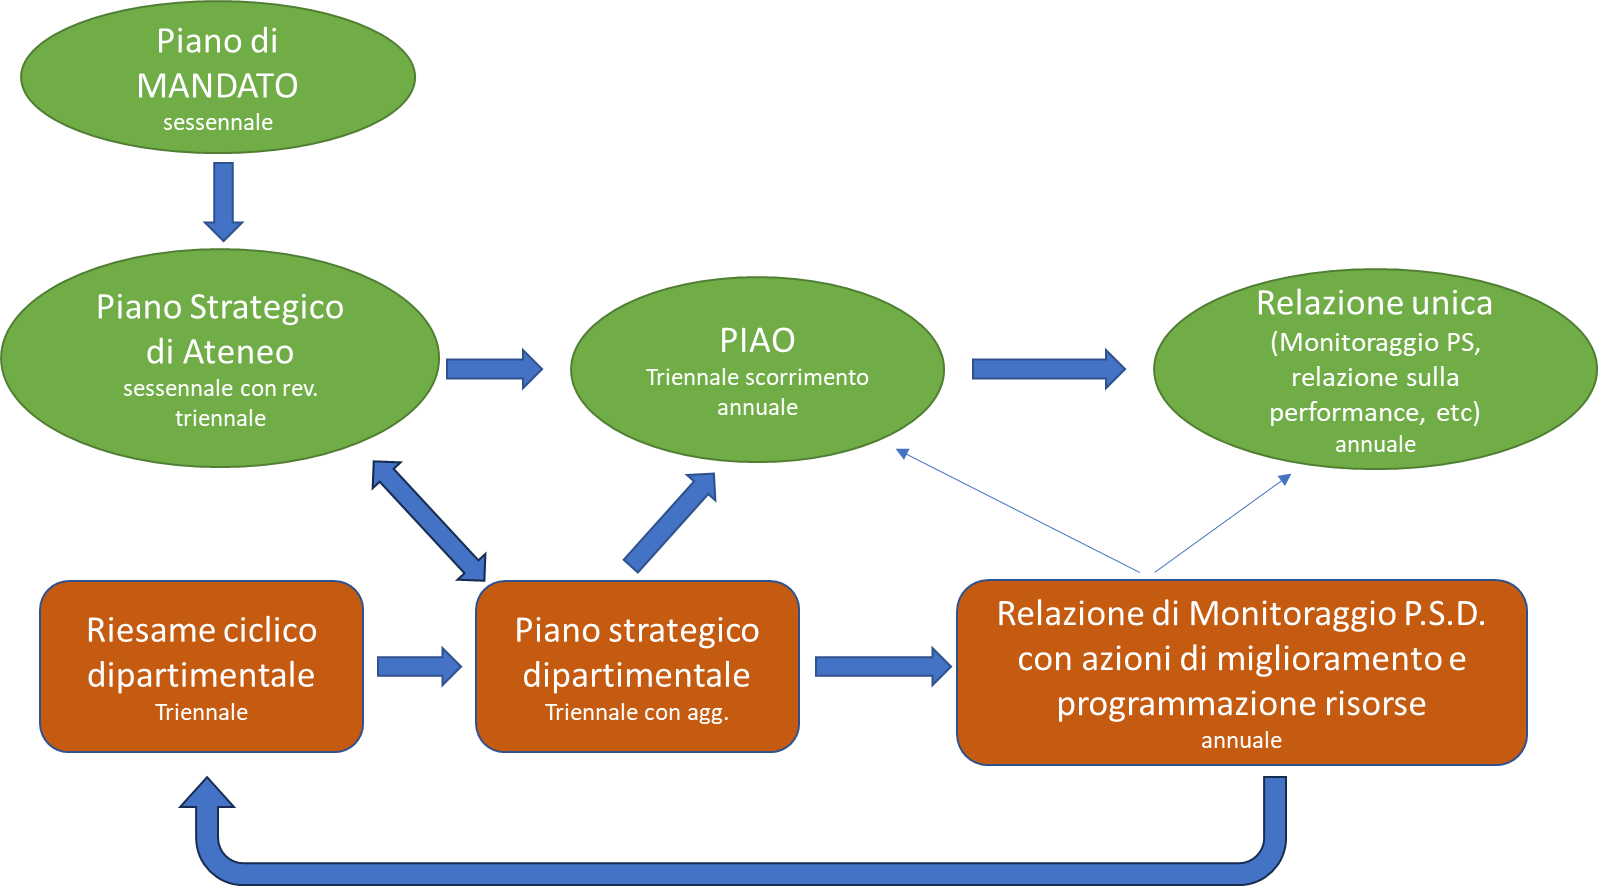 Piano di
MANDATO
sessennale
Piano Strategico
di Ateneo
sessennale con rev.
triennale
PIAO
Triennale scorrimento
annuale
Relazione unica
(Monitoraggio PS,
relazione sulla
performance, etc)
annuale
Riesame ciclico
dipartimentale
Triennale
Piano strategico
dipartimentale
Triennale con agg.
Relazione di Monitoraggio P.S.D.
con azioni di miglioramento e
programmazione risorse
annuale